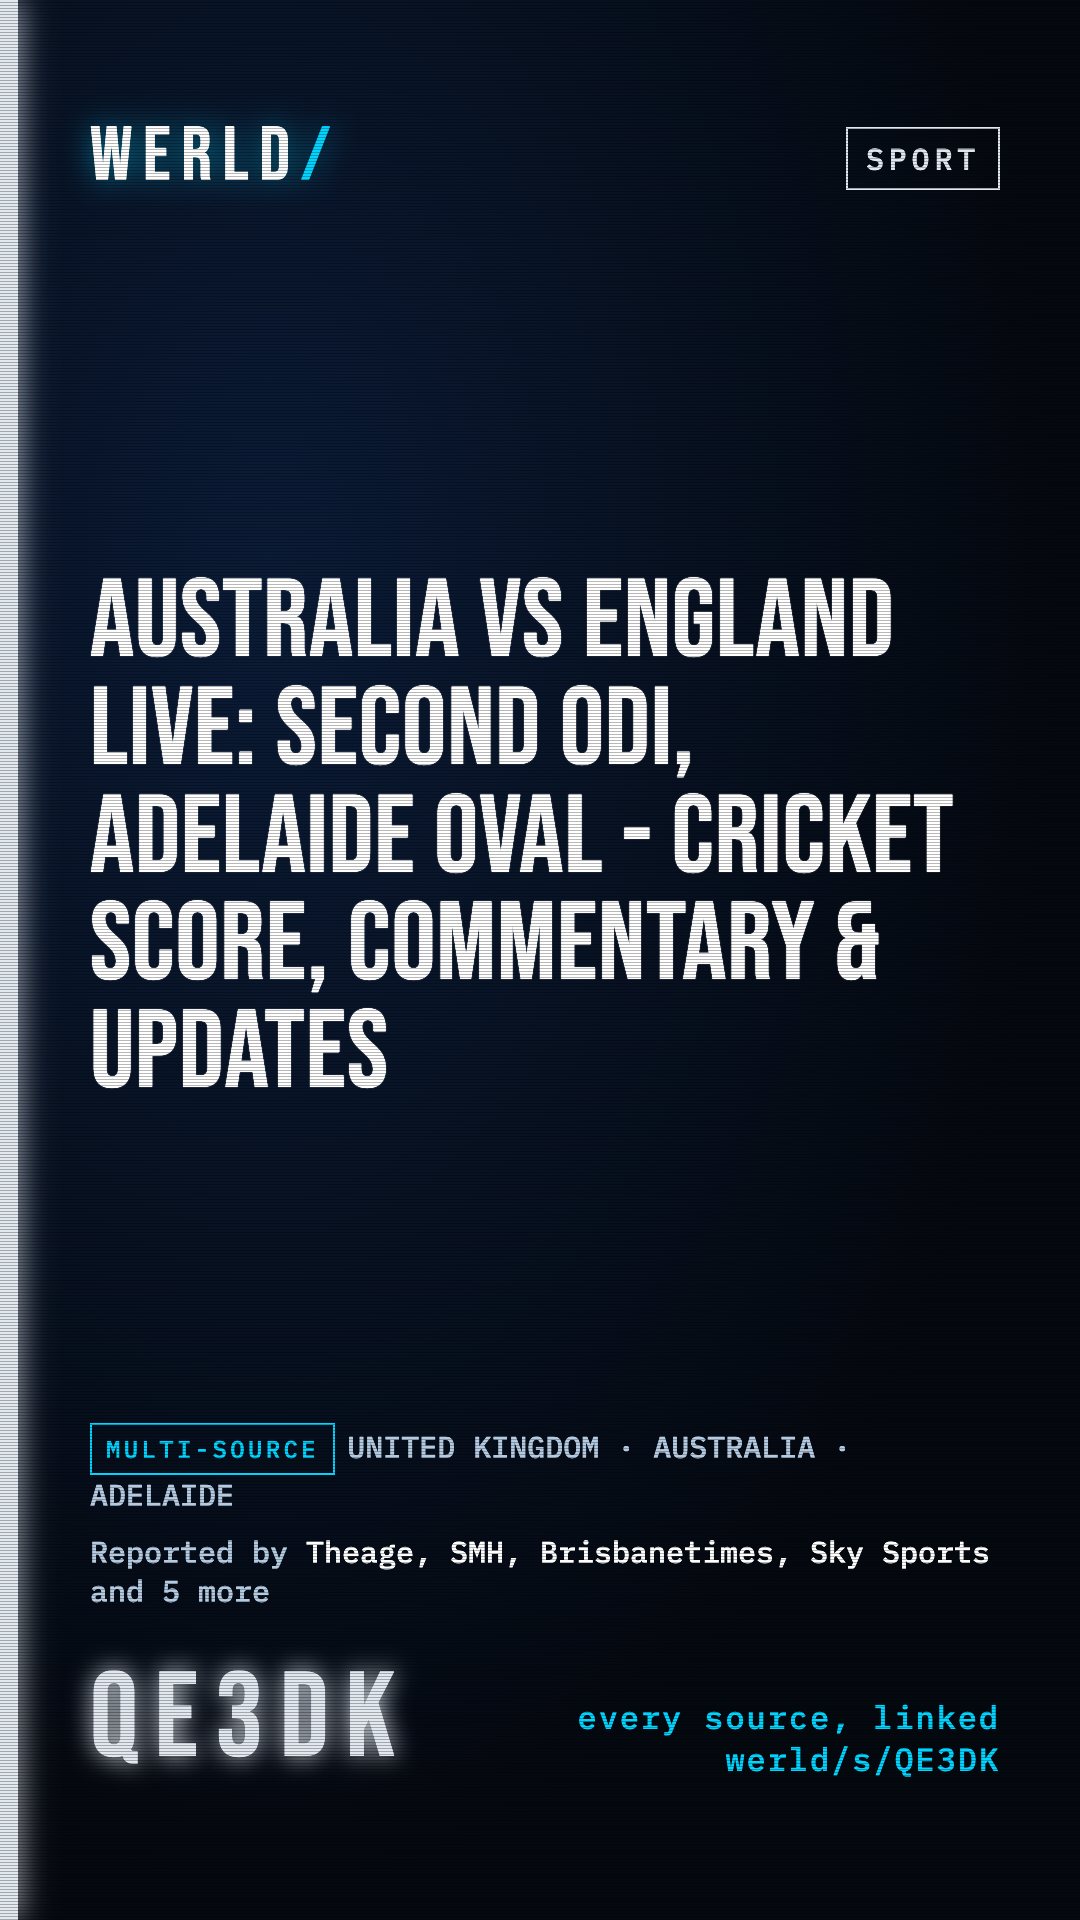 WERLD/
SPORT
AUSTRALIA VS ENGLAND
LIVE: SECOND ODI,
ADELAIDE OVAL - CRICKET
SCORE, COMMENTARY &
UPDATES
MULTI-SOURCE UNITED KINGDOM · AUSTRALIA ·
ADELAIDE
Reported by Theage, SMH, Brisbanetimes, Sky Sports
and 5 more
QE3DK
every source, linked
werld/s/QE3DK